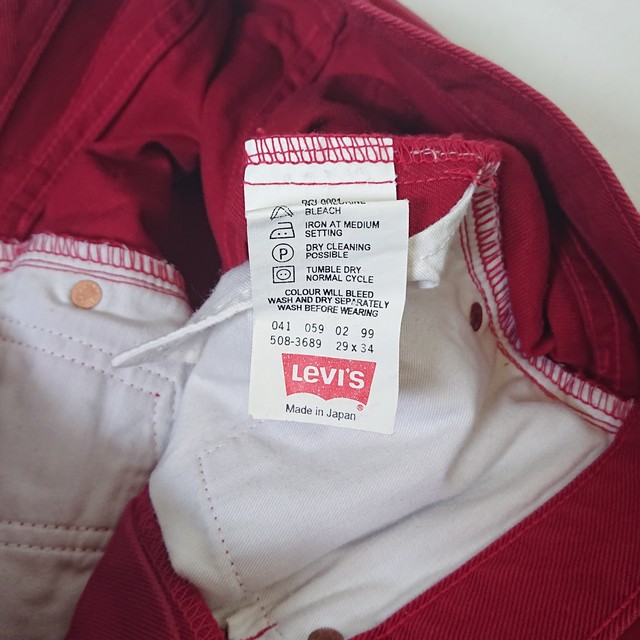 BLEACH
IRON AT MEDIUM
SETTING
P
DRY CLEANING
POSSIBLE
TUMBLE DRY
NORMAL CYCLE
COLOUR WILL BLEED
WASH AND DRY SEPARATELY
WASH BEFORE WEARING
041 059 02 99
508-3689 29 x 34
LEVI'S
®
Made in Japan